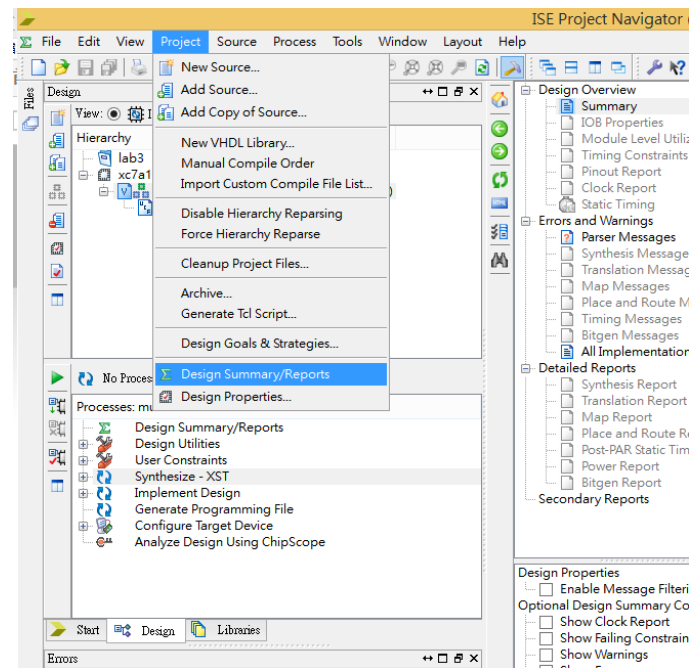 ISE Project Navigator
File Edit View Project Source Process Tools Window Layout Help
Files
Design
View:
Hierarchy
lab3
xc7a1
New Source...
Add Source...
Add Copy of Source...
New VHDL Library...
Manual Compile Order
Import Custom Compile File List...
Disable Hierarchy Reparsing
Force Hierarchy Reparse
Cleanup Project Files...
Archive...
Generate Tcl Script...
Design Goals & Strategies...
Design Summary/Reports
Design Properties...
No Proces
Processes: mu
Design Summary/Reports
Design Utilities
User Constraints
Synthesize - XST
Implement Design
Generate Programming File
Configure Target Device
Analyze Design Using ChipScope
Start Design Libraries
Errors
Design Overview
Summary
IOB Properties
Module Level Utiliz
Timing Constraints
Pinout Report
Clock Report
Static Timing
Errors and Warnings
Parser Messages
Synthesis Message
Translation Messag
Map Messages
Place and Route M
Timing Messages
Bitgen Messages
All Implementation
Detailed Reports
Synthesis Report
Translation Report
Map Report
Place and Route R
Post-PAR Static Tim
Power Report
Bitgen Report
Secondary Reports
Design Properties
Enable Message Filteri
Optional Design Summary Co
Show Clock Report
Show Failing Constrain
Show Warnings